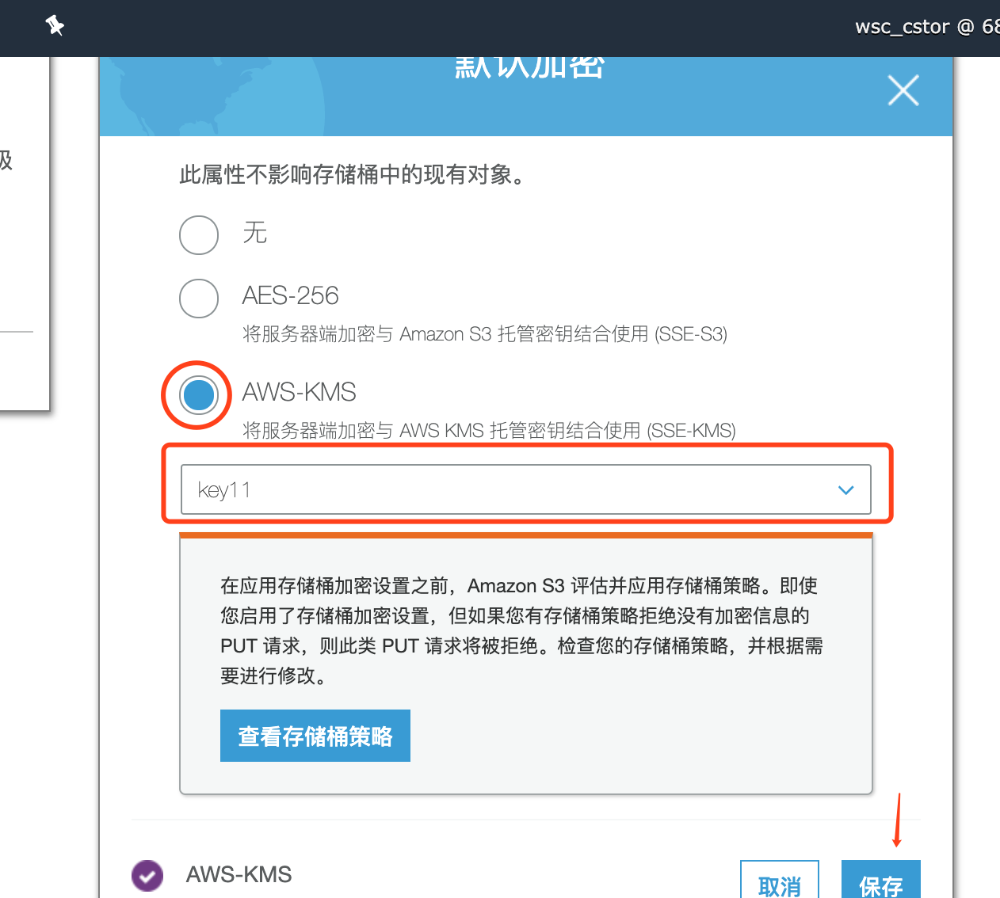 wsc_cstor @ 68
默认加密
级
此属性不影响存储桶中的现有对象。
无
AES-256
将服务器端加密与 Amazon S3 托管密钥结合使用 (SSE-S3)
AWS-KMS
将服务器端加密与 AWS KMS 托管密钥结合使用 (SSE-KMS)
key11
在应用存储桶加密设置之前，Amazon S3 评估并应用存储桶策略。即使
您启用了存储桶加密设置，但如果您有存储桶策略拒绝没有加密信息的
PUT 请求，则此类 PUT 请求将被拒绝。检查您的存储桶策略，并根据需
要进行修改。
查看存储桶策略
AWS-KMS
取消
保存